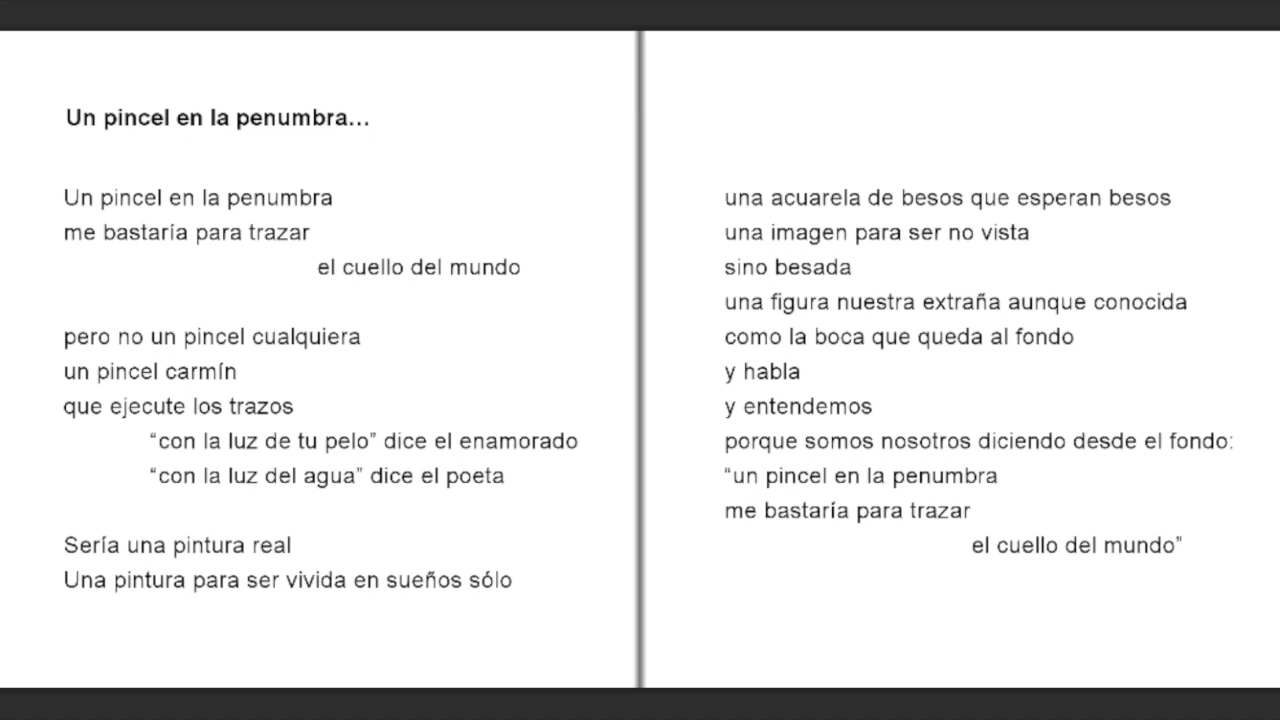 Un pincel en la penumbra...
Un pincel en la penumbra
me bastaría para trazar
el cuello del mundo
pero no un pincel cualquiera
un pincel carmín
que ejecute los trazos
“con la luz de tu pelo” dice el enamorado
“con la luz del agua” dice el poeta
Sería una pintura real
Una pintura para ser vivida en sueños sólo
una acuarela de besos que esperan besos
una imagen para ser no vista
sino besada
una figura nuestra extraña aunque conocida
como la boca que queda al fondo
y habla
y entendemos
porque somos nosotros diciendo desde el fondo:
“un pincel en la penumbra
me bastaría para trazar
el cuello del mundo”